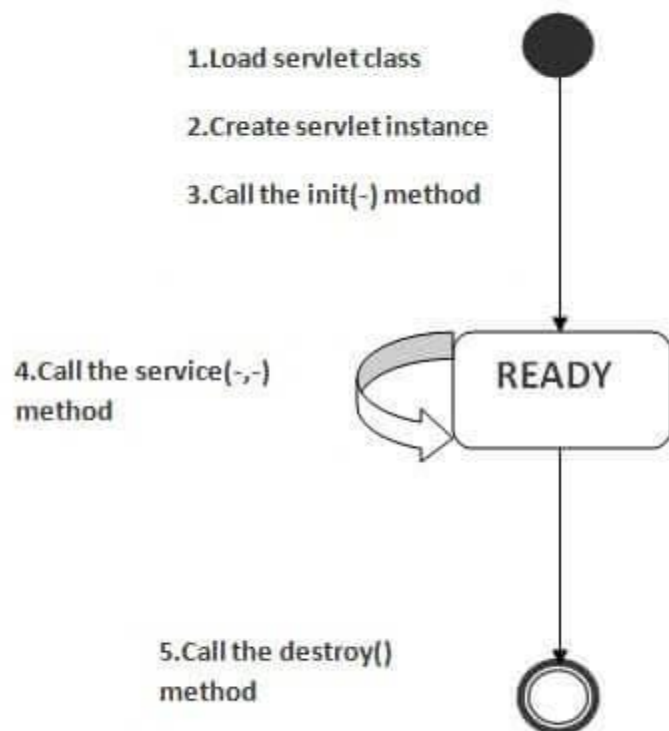 1.Load servlet class
2.Create servlet instance
3.Call the init(-) method
4.Call the service(-,-)
method
READY
5.Call the destroy()
method